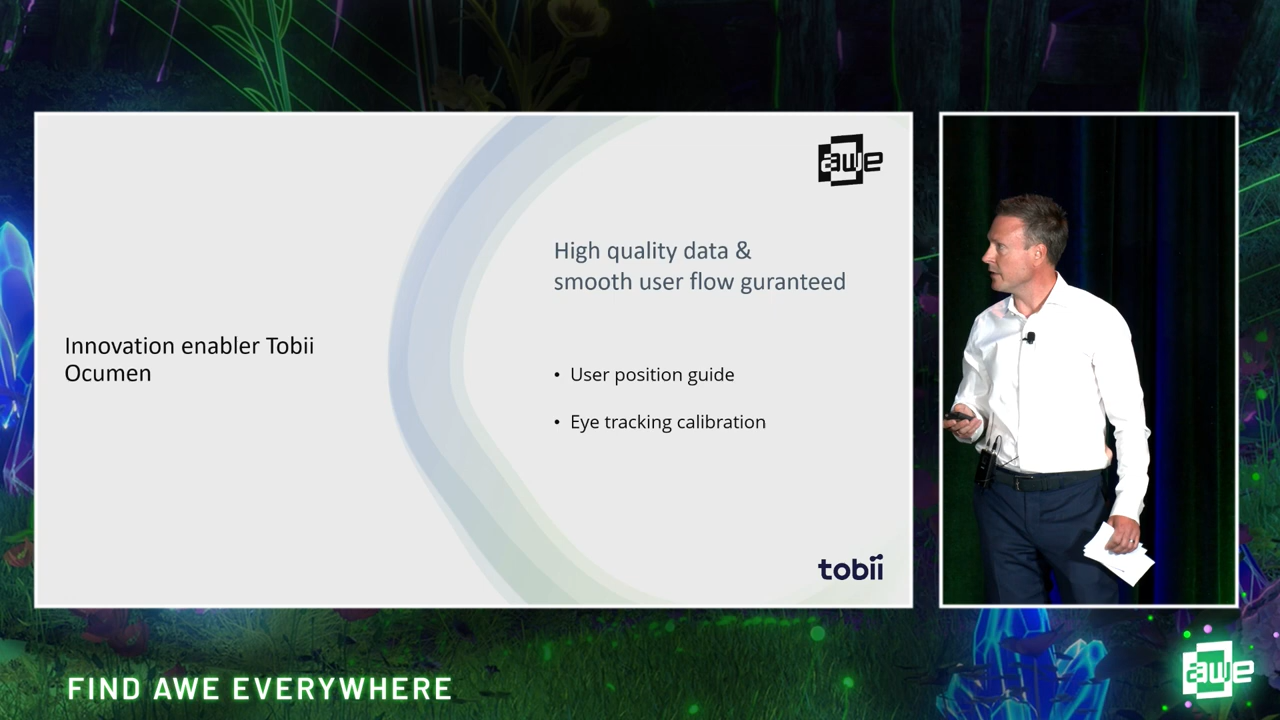 awe
High quality data &
smooth user flow guranteed
Innovation enabler Tobii
Ocumen
• User position guide
• Eye tracking calibration
tobii
FIND AWE EVERYWHERE
awe